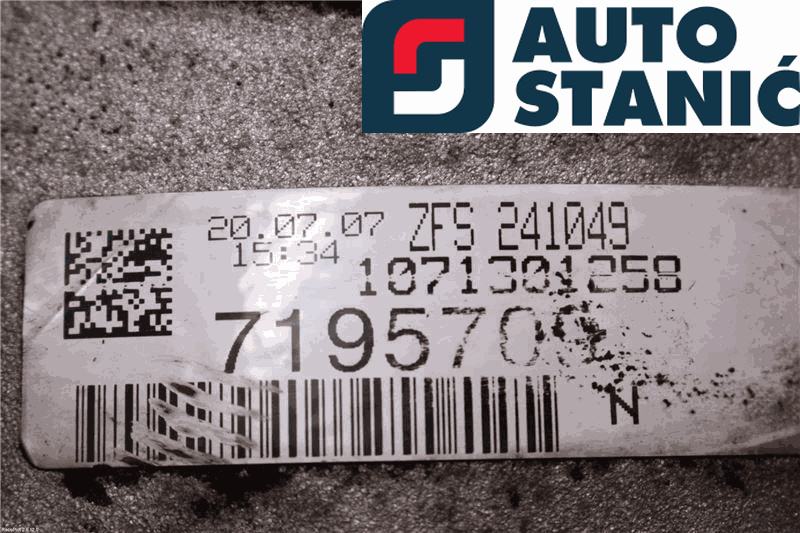 AUTO
STANIĆ
20.07.07 ZFS 241049
15:34 1071301258
N